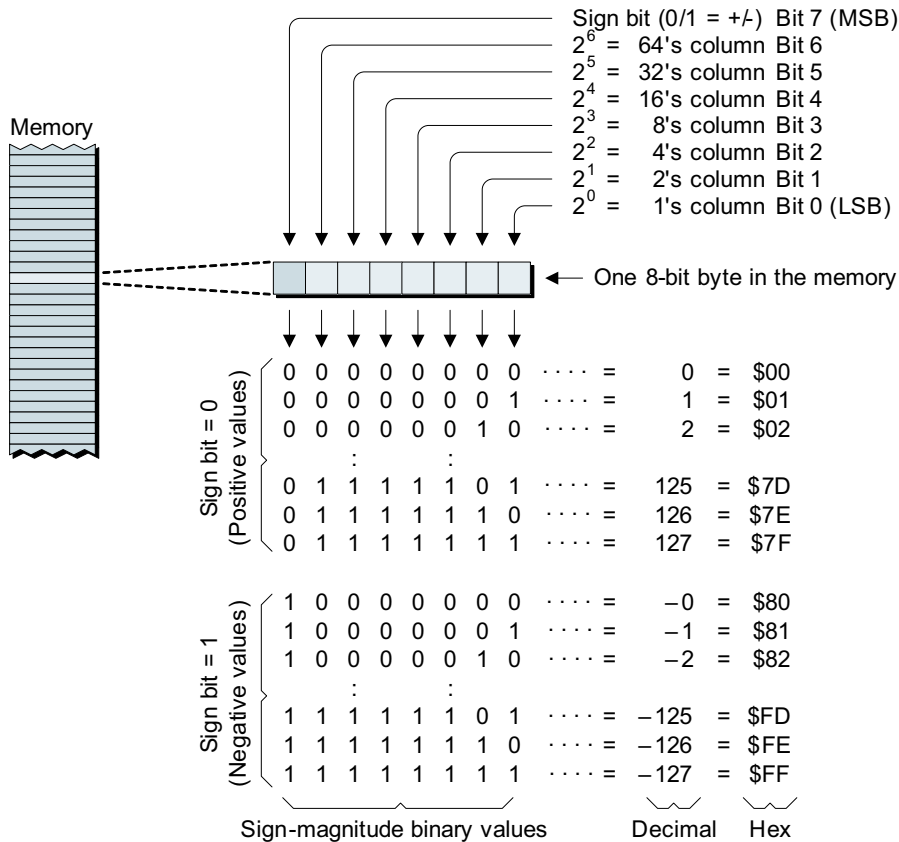 Sign bit (0/1 = +/-) Bit 7 (MSB)
2^6 = 64's column Bit 6
2^5 = 32's column Bit 5
2^4 = 16's column Bit 4
2^3 = 8's column Bit 3
2^2 = 4's column Bit 2
2^1 = 2's column Bit 1
2^0 = 1's column Bit 0 (LSB)
Memory
One 8-bit byte in the memory
Sign bit = 0
(Positive values)
0 0 0 0 0 0 0 0 ···· = 0 = $00
0 0 0 0 0 0 0 1 ···· = 1 = $01
0 0 0 0 0 0 1 0 ···· = 2 = $02
: :
0 1 1 1 1 1 0 1 ···· = 125 = $7D
0 1 1 1 1 1 1 0 ···· = 126 = $7E
0 1 1 1 1 1 1 1 ···· = 127 = $7F
Sign bit = 1
(Negative values)
1 0 0 0 0 0 0 0 ···· = –0 = $80
1 0 0 0 0 0 0 1 ···· = –1 = $81
1 0 0 0 0 0 1 0 ···· = –2 = $82
: :
1 1 1 1 1 1 0 1 ···· = –125 = $FD
1 1 1 1 1 1 1 0 ···· = –126 = $FE
1 1 1 1 1 1 1 1 ···· = –127 = $FF
Sign-magnitude binary values Decimal Hex